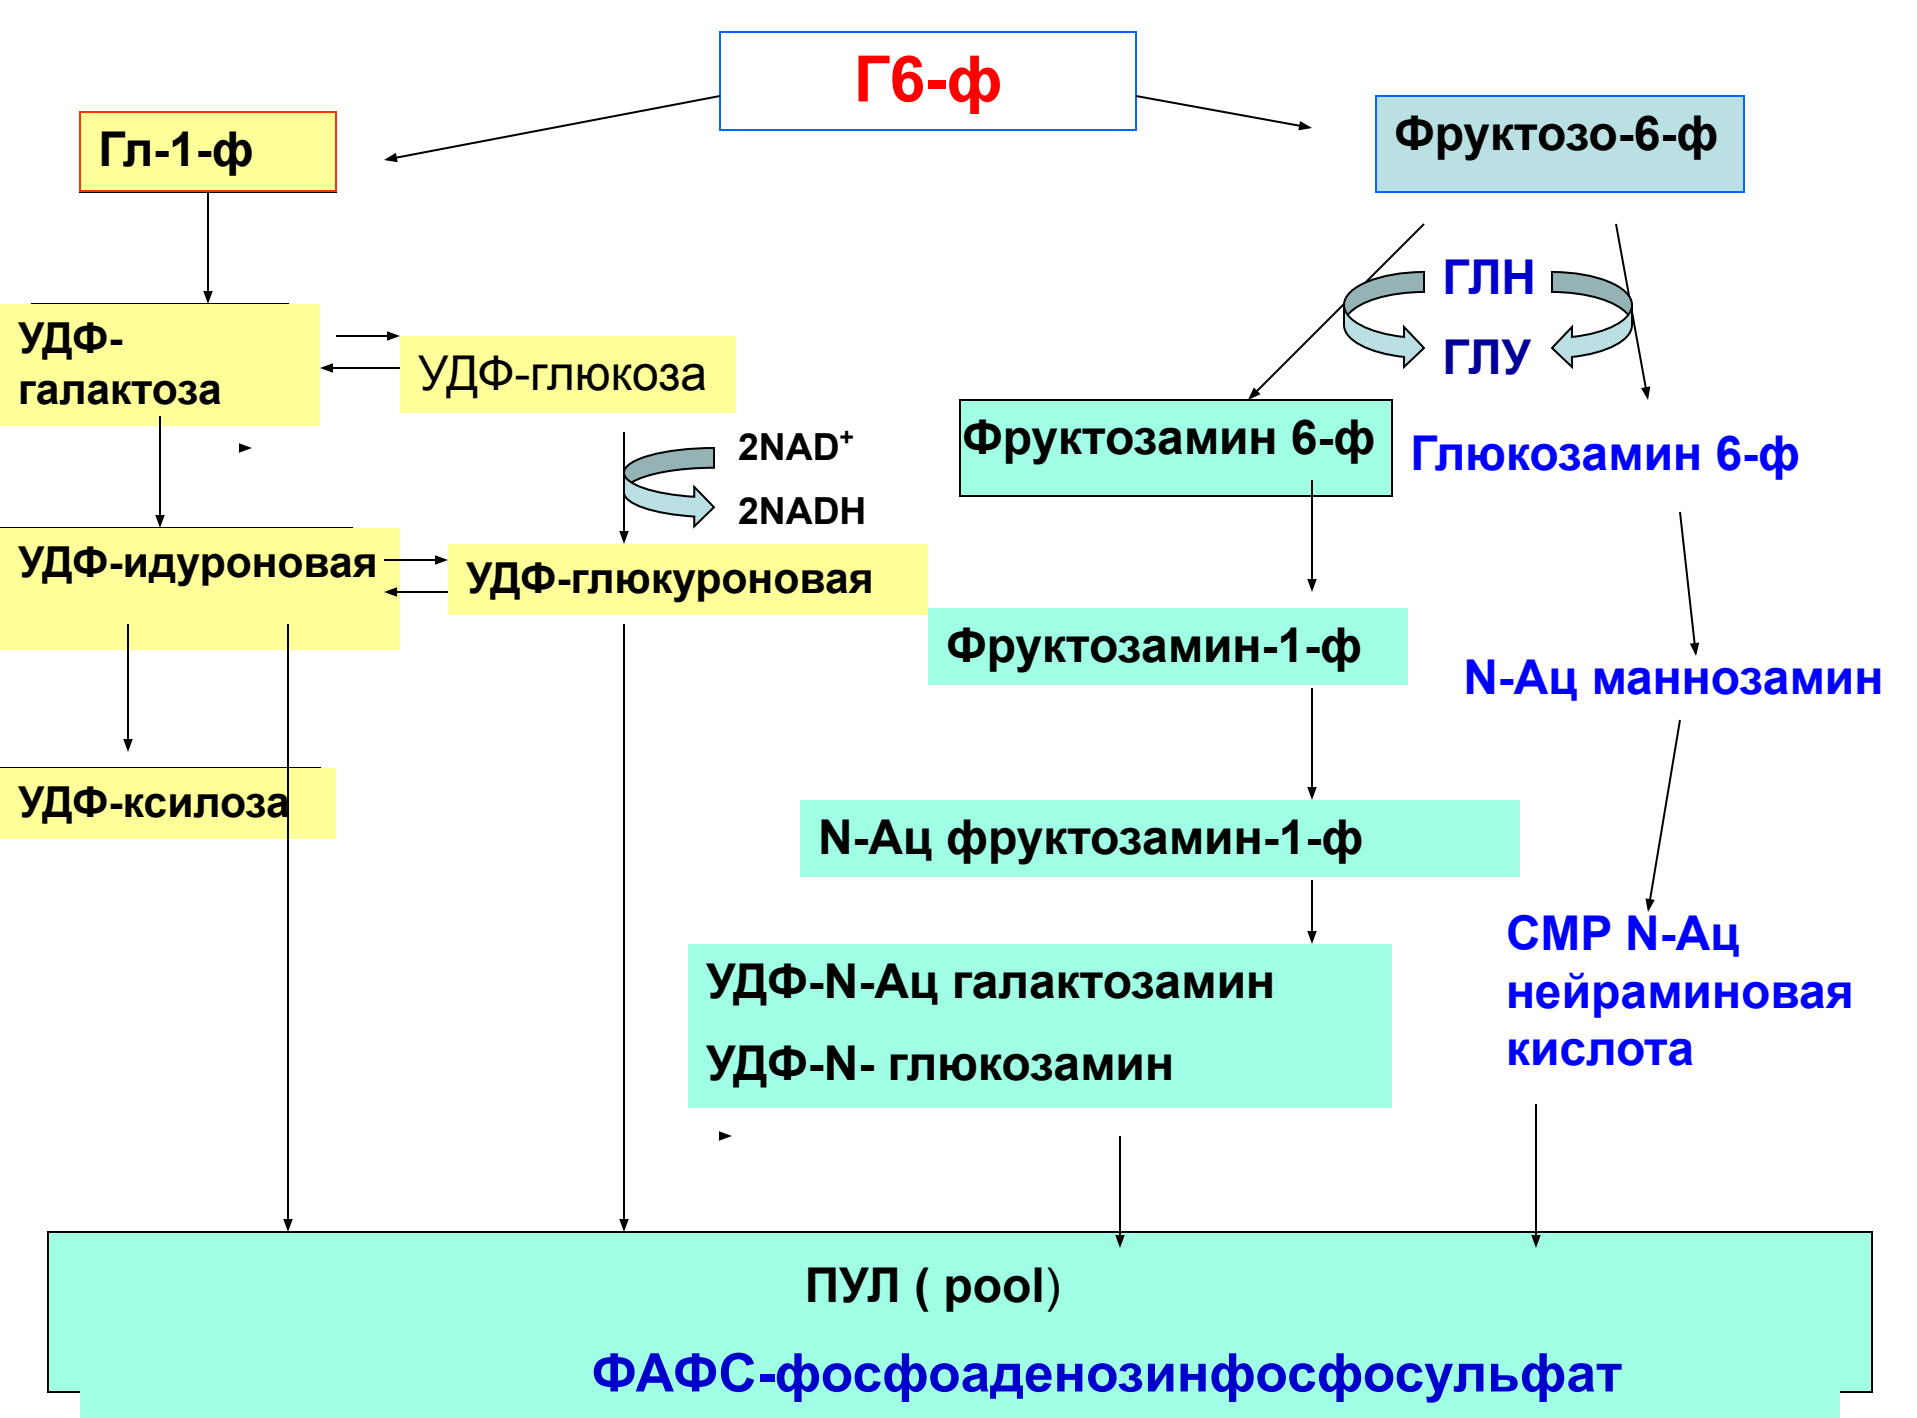 Г6-ф
Гл-1-ф
Фруктозо-6-ф
ГЛН
ГЛУ
УДФ-
галактоза
УДФ-глюкоза
2NAD⁺
2NADH
Фруктозамин 6-ф
Глюкозамин 6-ф
УДФ-идуроновая
УДФ-глюкуроновая
Фруктозамин-1-ф
N-Ац маннозамин
УДФ-ксилоза
N-Ац фруктозамин-1-ф
УДФ-N-Ац галактозамин
УДФ-N- глюкозамин
СМР N-Ац
нейраминовая
кислота
ПУЛ ( pool)
ФАФС-фосфоаденозинфосфосульфат